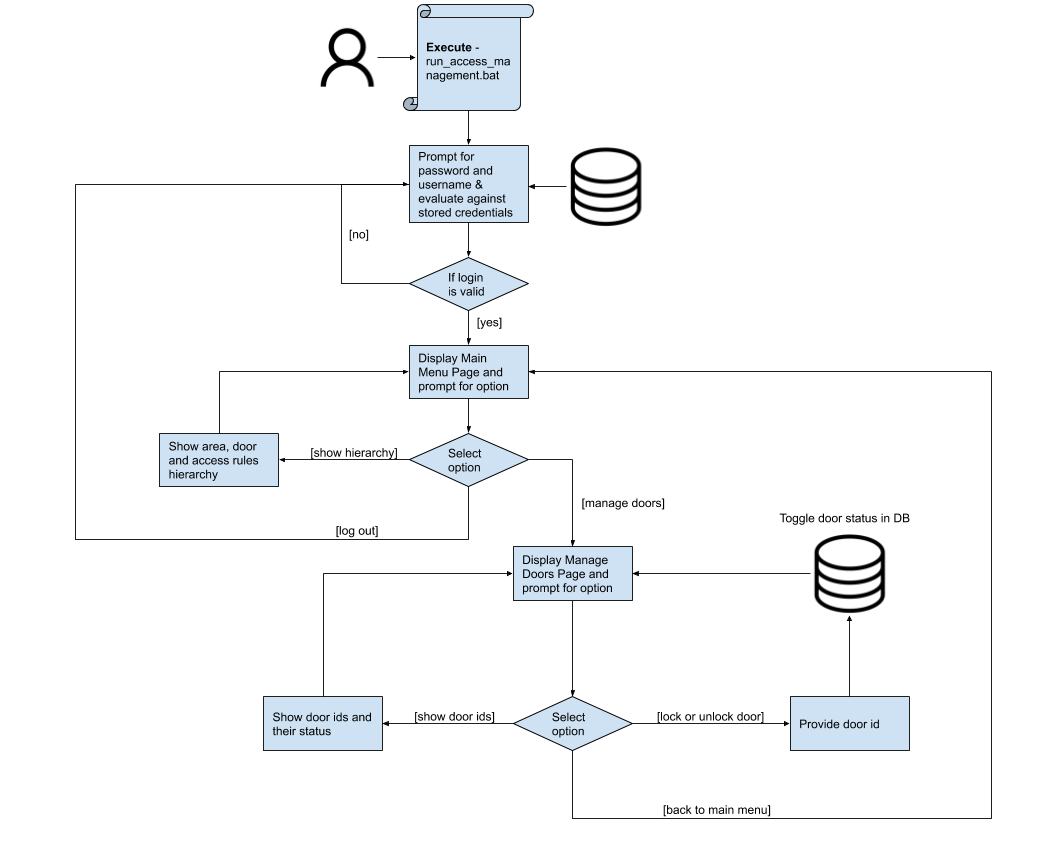 Execute -
run_access_ma
nagement.bat
Prompt for
password and
username &
evaluate against
stored credentials
[no]
If login
is valid
[yes]
Display Main
Menu Page and
prompt for option
Show area, door
and access rules
hierarchy
[show hierarchy]
Select
option
[manage doors]
[log out]
Toggle door status in DB
Display Manage
Doors Page and
prompt for option
Show door ids and
their status
[show door ids]
Select
option
[lock or unlock door]
Provide door id
[back to main menu]